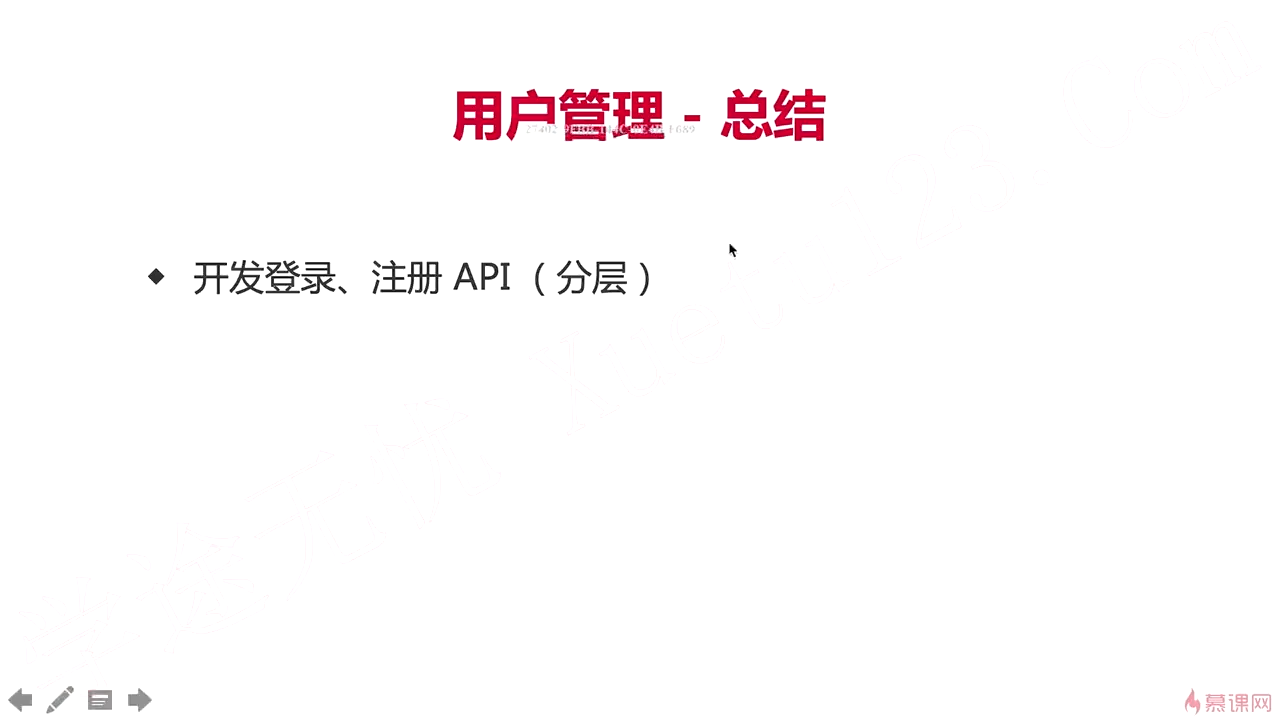 用户管理 - 总结
◆ 开发登录、注册 API （分层）
慕课网